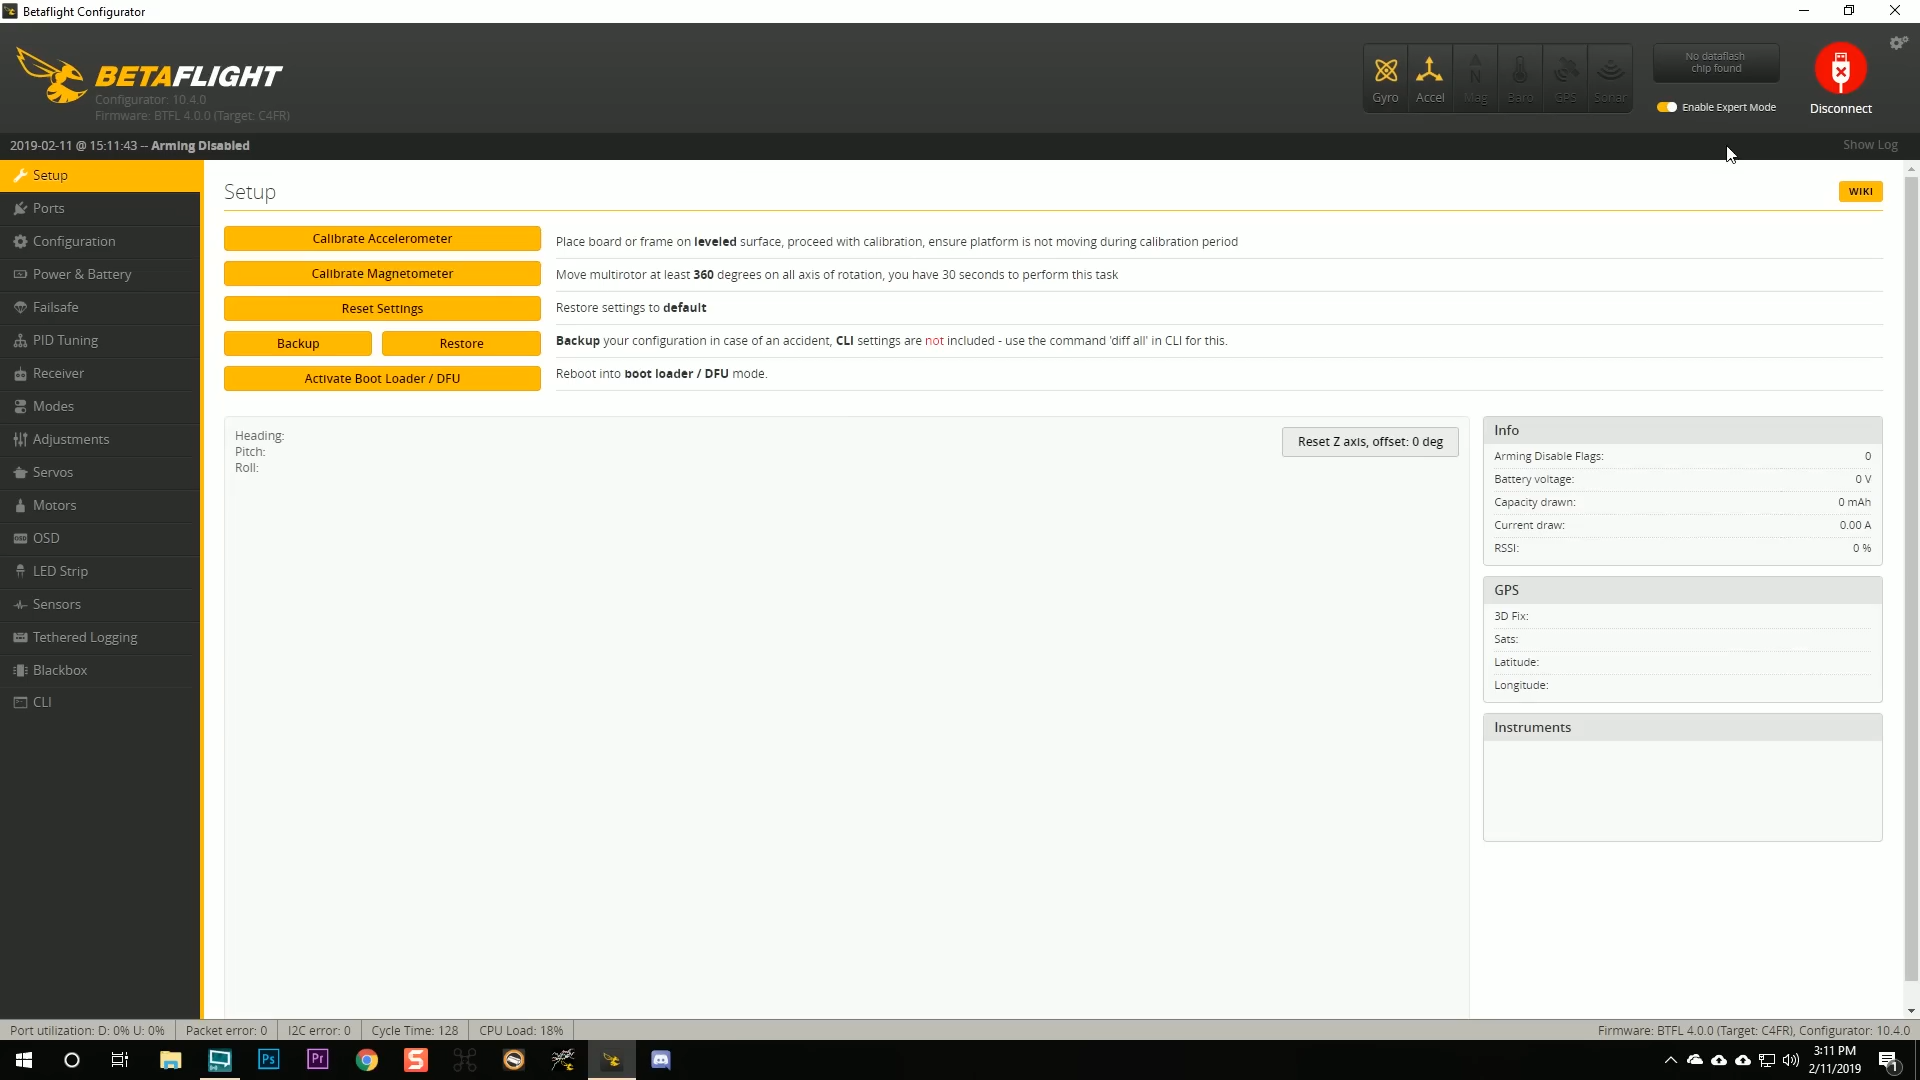 Betaflight Configurator
BETAFLIGHT
Configurator: 10.4.0
Firmware: BTFL 4.0.0 (Target: C4FR)
Gyro
Accel
Mag
Baro
GPS
Sonar
No dataflash
chip found
Enable Expert Mode
Disconnect
2019-02-11 @ 15:11:43 -- Arming Disabled
Show Log
Setup
Ports
Configuration
Power & Battery
Failsafe
PID Tuning
Receiver
Modes
Adjustments
Servos
Motors
OSD
LED Strip
Sensors
Tethered Logging
Blackbox
CLI
Setup
WIKI
Calibrate Accelerometer
Place board or frame on leveled surface, proceed with calibration, ensure platform is not moving during calibration period
Calibrate Magnetometer
Move multirotor at least 360 degrees on all axis of rotation, you have 30 seconds to perform this task
Reset Settings
Restore settings to default
Backup
Restore
Backup your configuration in case of an accident, CLI settings are not included - use the command 'diff all' in CLI for this.
Activate Boot Loader / DFU
Reboot into boot loader / DFU mode.
Heading:
Pitch:
Roll:
Reset Z axis, offset: 0 deg
Info
Arming Disable Flags: 0
Battery voltage: 0 V
Capacity drawn: 0 mAh
Current draw: 0.00 A
RSSI: 0 %
GPS
3D Fix:
Sats:
Latitude:
Longitude:
Instruments
Port utilization: D: 0% U: 0%
Packet error: 0
I2C error: 0
Cycle Time: 128
CPU Load: 18%
Firmware: BTFL 4.0.0 (Target: C4FR), Configurator: 10.4.0
Ps
Pr
S
3:11 PM
2/11/2019
1